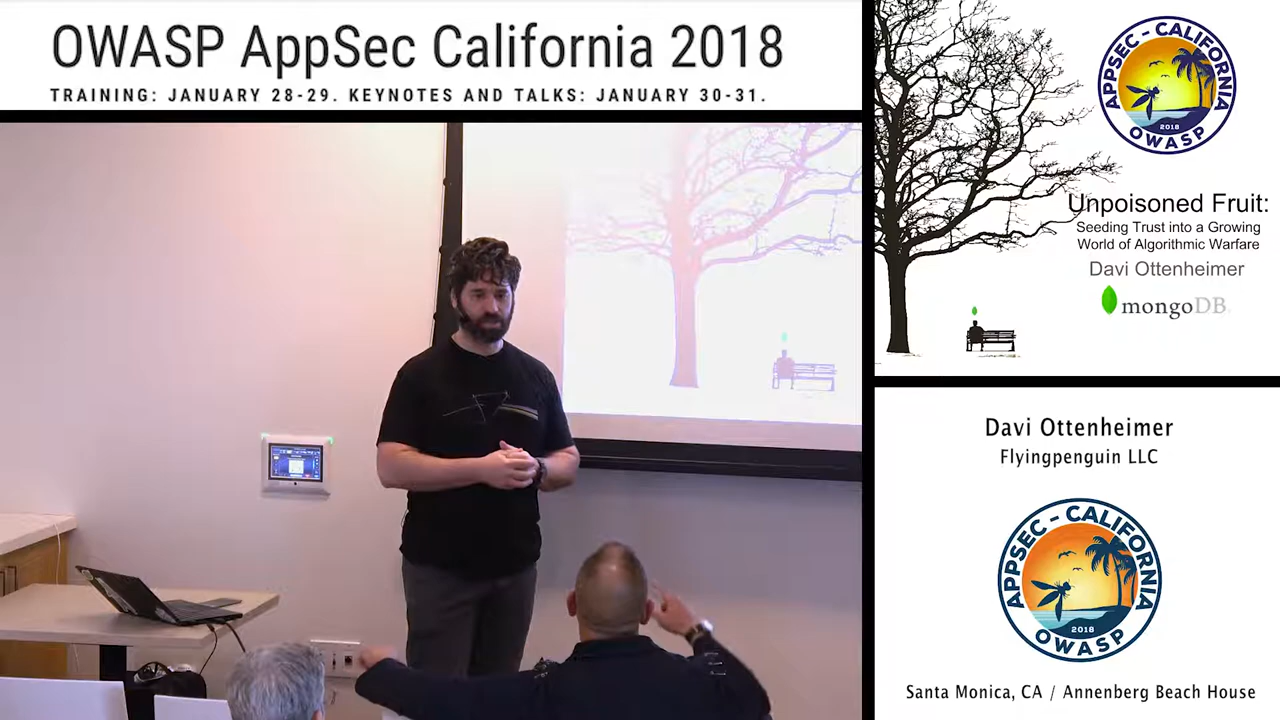 OWASP AppSec California 2018
TRAINING: JANUARY 28-29. KEYNOTES AND TALKS: JANUARY 30-31.
APPSEC - CALIFORNIA
2018
OWASP
Unpoisoned Fruit:
Seeding Trust into a Growing
World of Algorithmic Warfare
Davi Ottenheimer
mongoDB
Davi Ottenheimer
Flyingpenguin LLC
APPSEC - CALIFORNIA
2018
OWASP
Santa Monica, CA / Annenberg Beach House